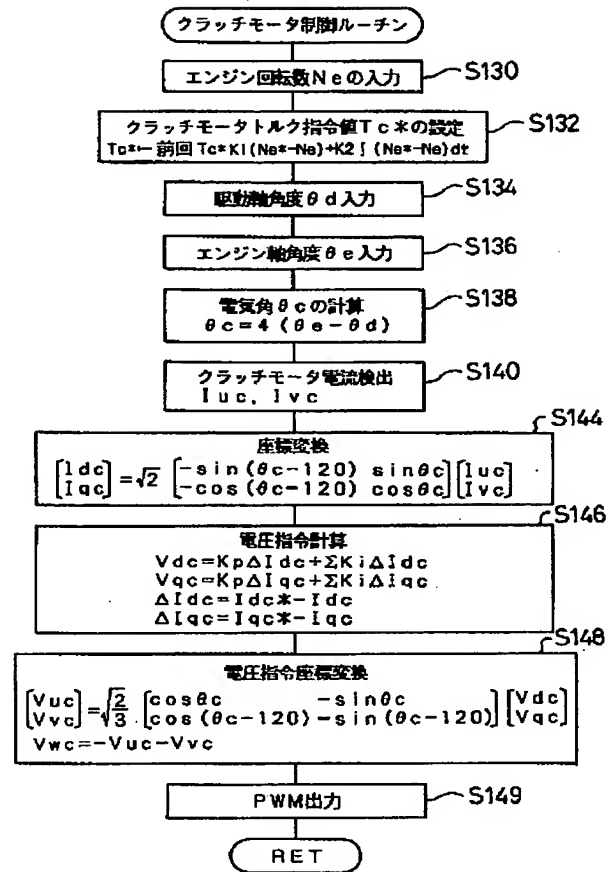 クラッチモータ制御ルーチン
エンジン回転数Neの入力
S130
クラッチモータトルク指令値Tc*の設定
Tc*←前回Tc*K1(Ne*-Ne)+K2∫(Ne*-Ne)dt
S132
駆動軸角度θd入力
S134
エンジン軸角度θe入力
S136
電気角θcの計算
θc=4(θe-θd)
S138
クラッチモータ電流検出
Iuc, Ivc
S140
S144
座標変換
[Idc]=√2 [-sin(θc-120) sinθc][Iuc]
[Iqc] [-cos(θc-120) cosθc][Ivc]
S146
電圧指令計算
Vdc=KpΔIdc+ΣKiΔIdc
Vqc=KpΔIqc+ΣKiΔIqc
ΔIdc=Idc*-Idc
ΔIqc=Iqc*-Iqc
S148
電圧指令座標変換
[Vuc]=√2/3 [cosθc -sinθc][Vdc]
[Vvc] [cos(θc-120)-sin(θc-120)][Vqc]
Vwc=-Vuc-Vvc
PWM出力
S149
RET